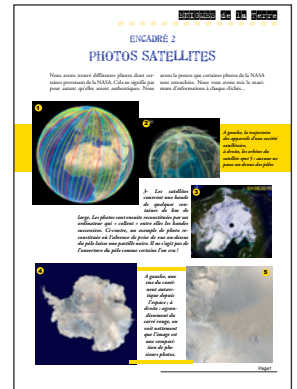 ENIGMES de la Terre
ENCADRÉ 2
PHOTOS SATELLITES
Nous avons trouvé différentes photos dont cer-
taines provenant de la NASA. Cela ne signifie pas
pour autant qu'elles soient authentiques. Nous
avons la preuve que certaines photos de la NASA
sont retouchées. Nous vous avons mis le maxi-
mum d'informations à chaque clichés...
1
2
A gauche, la trajectoire
des appareils d'une société
satellitaire,
à droite, les orbites du
satellite spot 5 : aucune ne
passe au-dessus des pôles
3- Les satellites
couvrent une bande
de quelques cen-
taines de km de
large. Les photos sont ensuite reconstituées par un
ordinateur qui « collent » entre elles les bandes
successives. Ci-contre, un exemple de photo re-
constituée où l'absence de prise de vue au-dessus
du pôle laisse une pastille noire. Il ne s'agit pas de
l'ouverture du pôle comme certains l'on cru !
3
4
A gauche, une
vue du conti-
nent antarc-
tique depuis
l'espace ; à
droite : agran-
dissement du
carré rouge, on
voit nettement
que l'image est
une composi-
tion de plu-
sieurs photos.
5
Page1